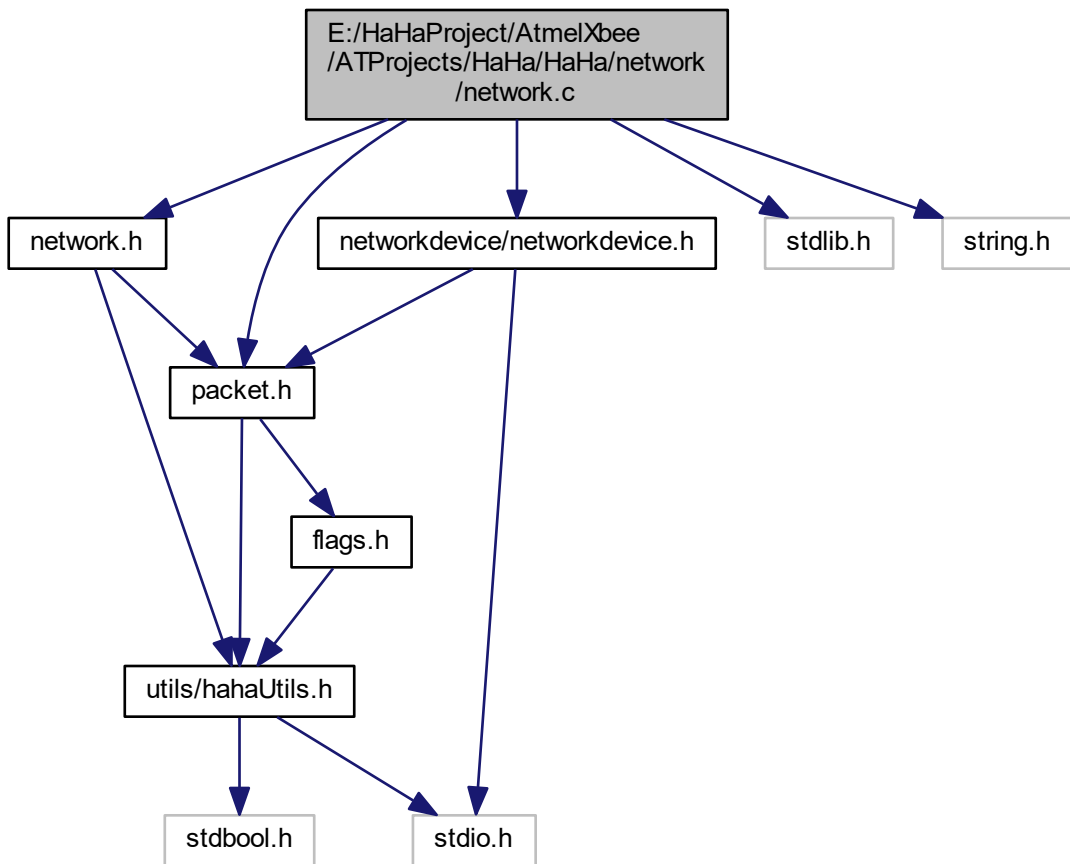 E:/HaHaProject/AtmelXbee
/ATProjects/HaHa/HaHa/network
/network.c
network.h
networkdevice/networkdevice.h
stdlib.h
string.h
packet.h
flags.h
utils/hahaUtils.h
stdbool.h
stdio.h